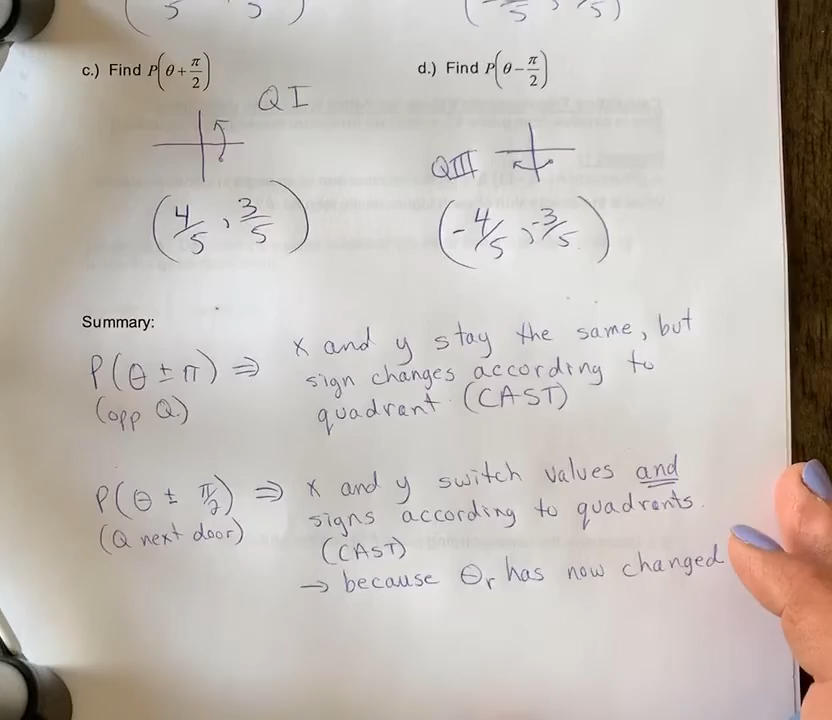 c.) Find P(θ+π/2)
d.) Find P(θ−π/2)
QI
QIII
(4/5, 3/5)
(-4/5, -3/5)
Summary:
P(θ ± π) ⇒ x and y stay the same, but
(opp Q) sign changes according to
quadrant (CAST)
P(θ ± π/2) ⇒ x and y switch values and
(Q next door) signs according to quadrents.
(CAST)
→ because θr has now changed